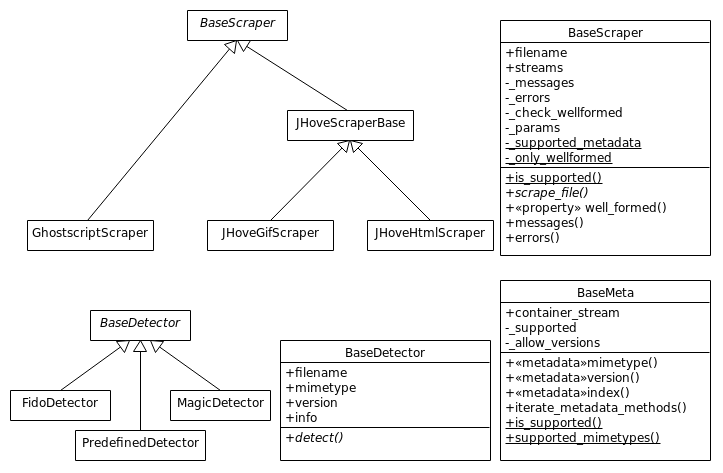 BaseScraper
JHoveScraperBase
GhostscriptScraper
JHoveGifScraper
JHoveHtmlScraper
BaseScraper
+filename
+streams
-_messages
-_errors
-_check_wellformed
-_params
-_supported_metadata
-_only_wellformed
+is_supported()
+scrape_file()
+«property» well_formed()
+messages()
+errors()
BaseDetector
FidoDetector
MagicDetector
PredefinedDetector
BaseDetector
+filename
+mimetype
+version
+info
+detect()
BaseMeta
+container_stream
-_supported
-_allow_versions
+«metadata»mimetype()
+«metadata»version()
+«metadata»index()
+iterate_metadata_methods()
+is_supported()
+supported_mimetypes()